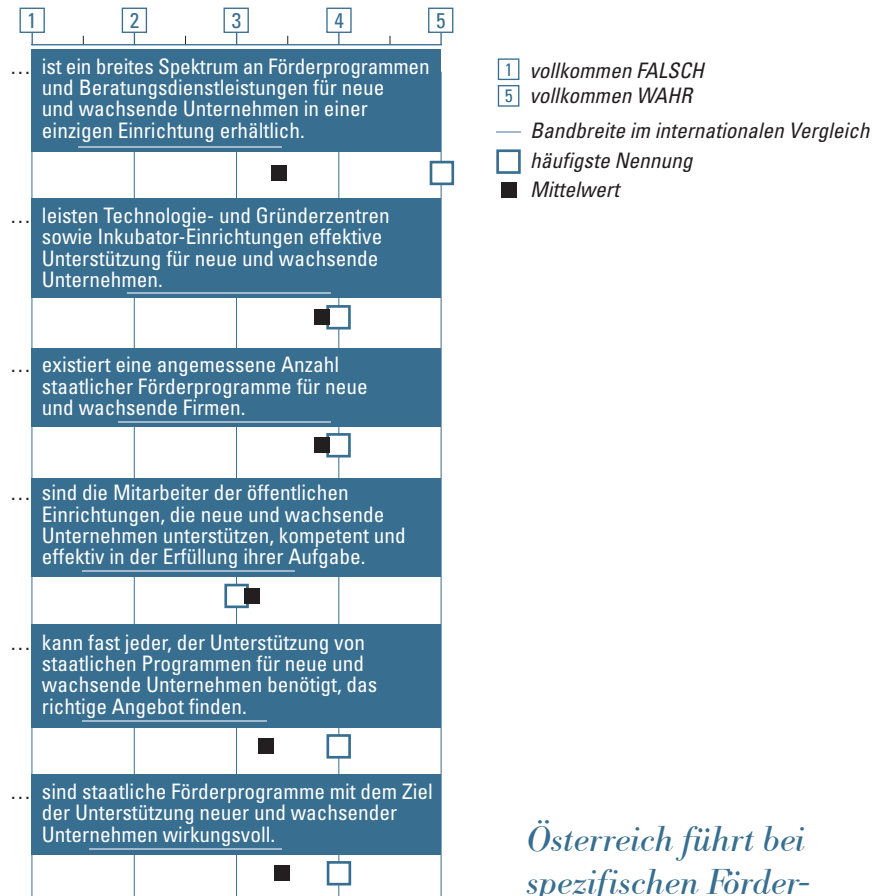 1 2 3 4 5
... ist ein breites Spektrum an Förderprogrammen
und Beratungsdienstleistungen für neue
und wachsende Unternehmen in einer
einzigen Einrichtung erhältlich.
... leisten Technologie- und Gründerzentren
sowie Inkubator-Einrichtungen effektive
Unterstützung für neue und wachsende
Unternehmen.
... existiert eine angemessene Anzahl
staatlicher Förderprogramme für neue
und wachsende Firmen.
... sind die Mitarbeiter der öffentlichen
Einrichtungen, die neue und wachsende
Unternehmen unterstützen, kompetent und
effektiv in der Erfüllung ihrer Aufgabe.
... kann fast jeder, der Unterstützung von
staatlichen Programmen für neue und
wachsende Unternehmen benötigt, das
richtige Angebot finden.
... sind staatliche Förderprogramme mit dem Ziel
der Unterstützung neuer und wachsender
Unternehmen wirkungsvoll.
1 vollkommen FALSCH
5 vollkommen WAHR
Bandbreite im internationalen Vergleich
häufigste Nennung
Mittelwert
Österreich führt bei
spezifischen Förder-